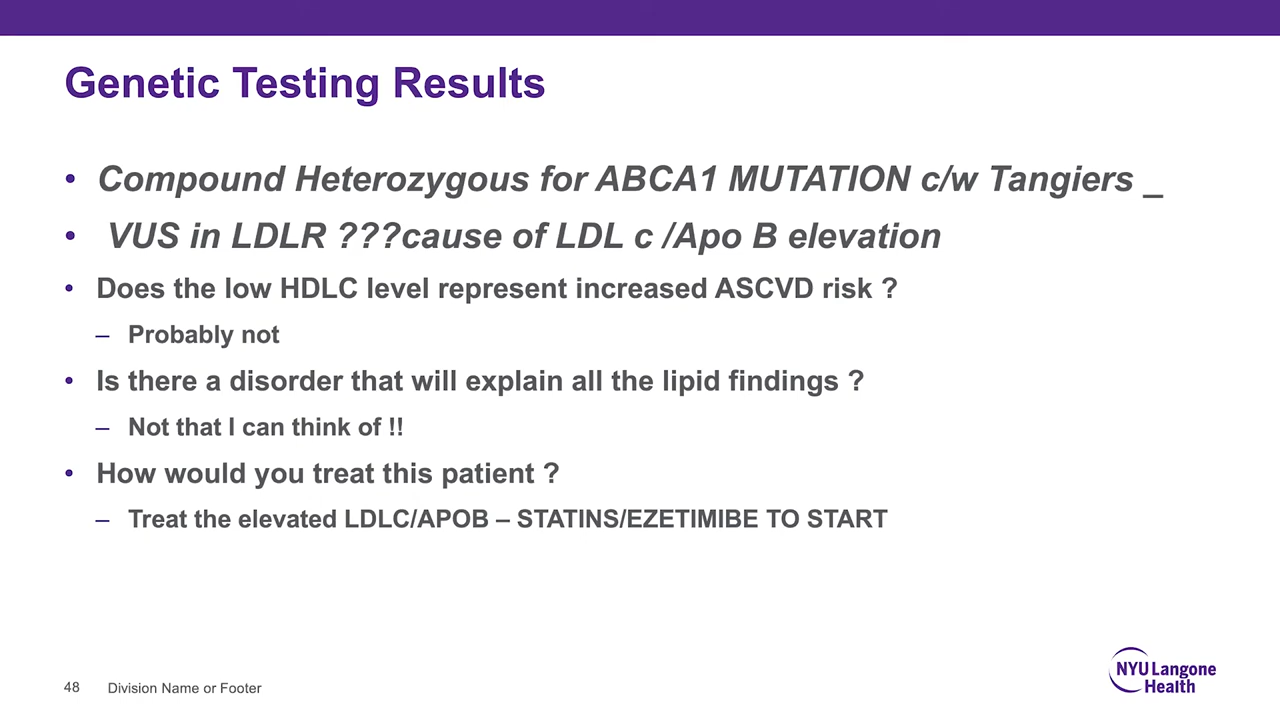 Genetic Testing Results
• Compound Heterozygous for ABCA1 MUTATION c/w Tangiers _
• VUS in LDLR ???cause of LDL c /Apo B elevation
• Does the low HDLC level represent increased ASCVD risk ?
– Probably not
• Is there a disorder that will explain all the lipid findings ?
– Not that I can think of !!
• How would you treat this patient ?
– Treat the elevated LDLC/APOB – STATINS/EZETIMIBE TO START
48 Division Name or Footer
NYU Langone
Health